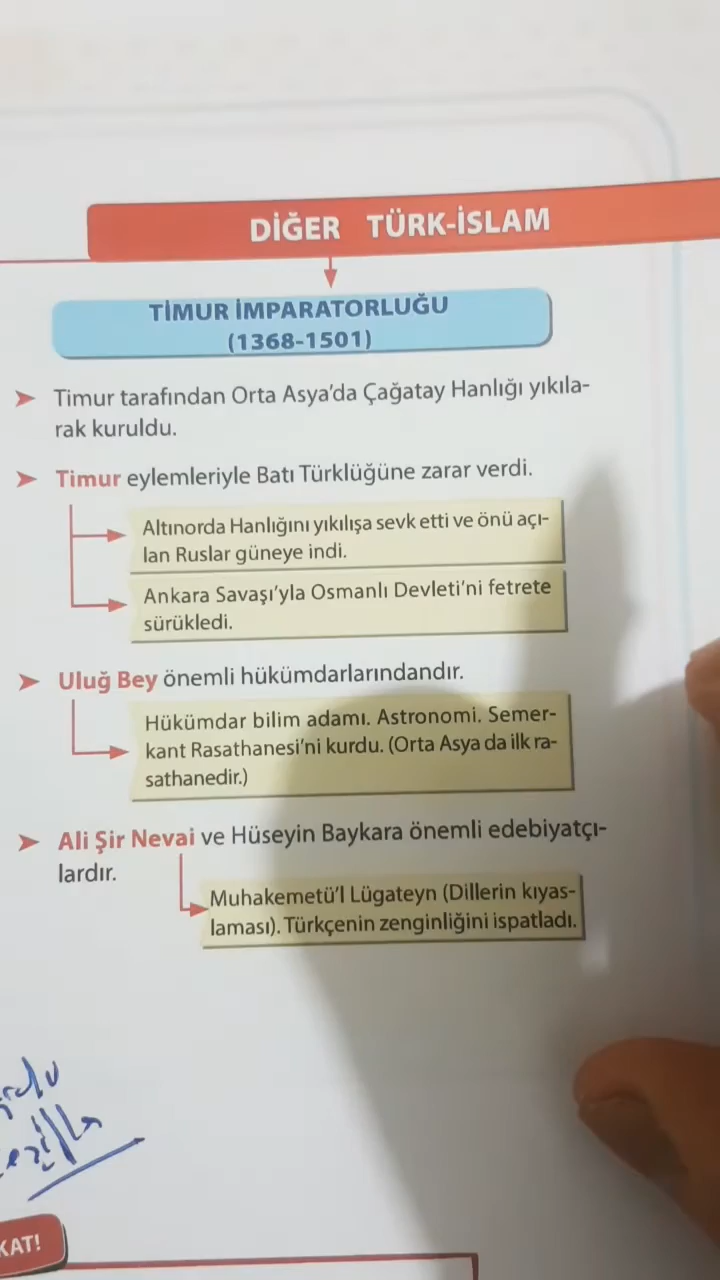 DİĞER TÜRK-İSLAM
TİMUR İMPARATORLUĞU
(1368-1501)
➤ Timur tarafından Orta Asya'da Çağatay Hanlığı yıkıla-
rak kuruldu.
➤ Timur eylemleriyle Batı Türklüğüne zarar verdi.
Altınorda Hanlığını yıkılışa sevk etti ve önü açı-
lan Ruslar güneye indi.
Ankara Savaşı'yla Osmanlı Devleti'ni fetrete
sürükledi.
➤ Uluğ Bey önemli hükümdarlarındandır.
Hükümdar bilim adamı. Astronomi. Semer-
kant Rasathanesi'ni kurdu. (Orta Asya da ilk ra-
sathanedir.)
➤ Ali Şir Nevai ve Hüseyin Baykara önemli edebiyatçı-
lardır.
Muhakemetü'l Lügateyn (Dillerin kıyas-
laması). Türkçenin zenginliğini ispatladı.
KAT!